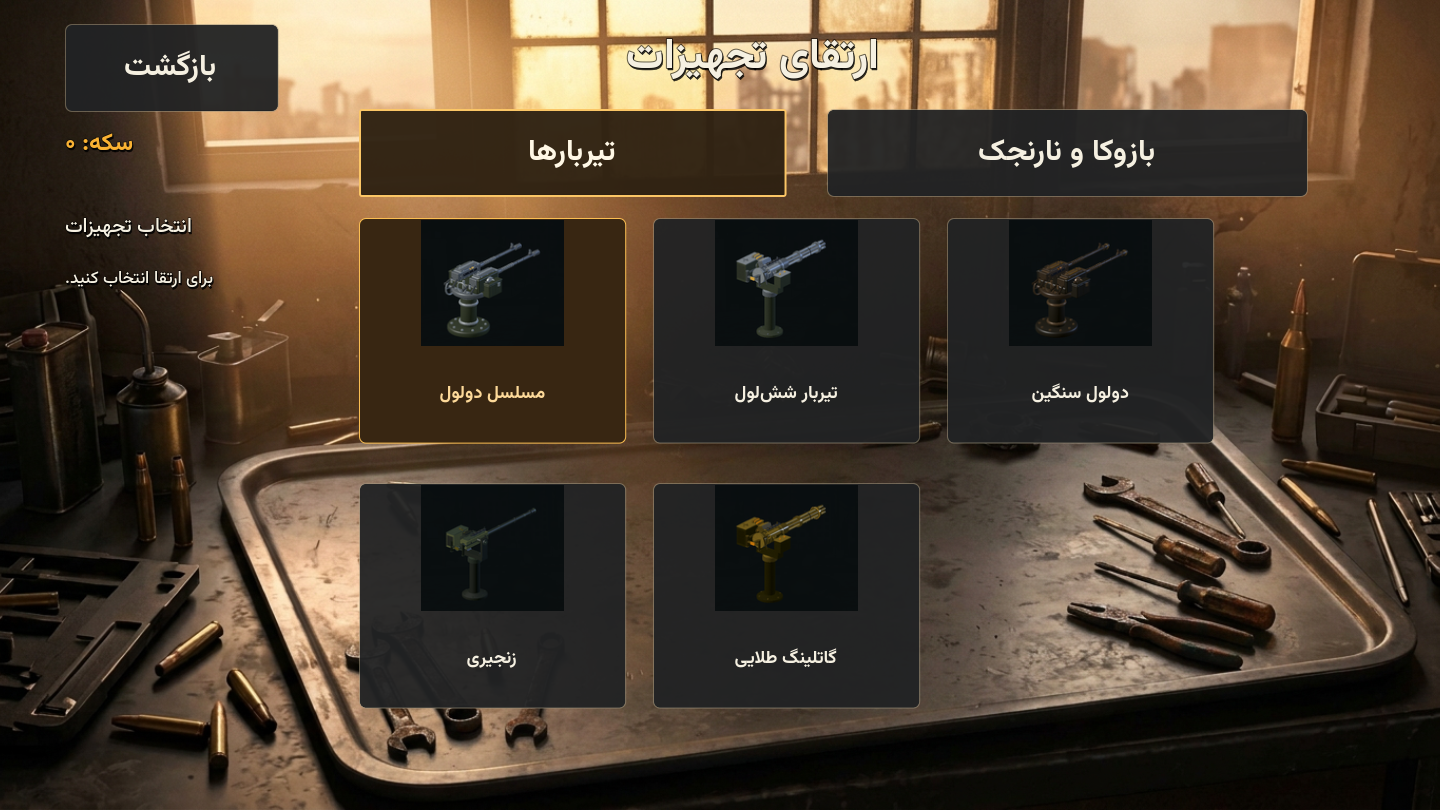 ارتقای تجهیزات
بازگشت
سکه: ۰
بازوکا و نارنجک
تیربارها
انتخاب تجهیزات
برای ارتقا انتخاب کنید.
دولول سنگین
تیربار شش‌لول
مسلسل دولول
گاتلینگ طلایی
زنجیری